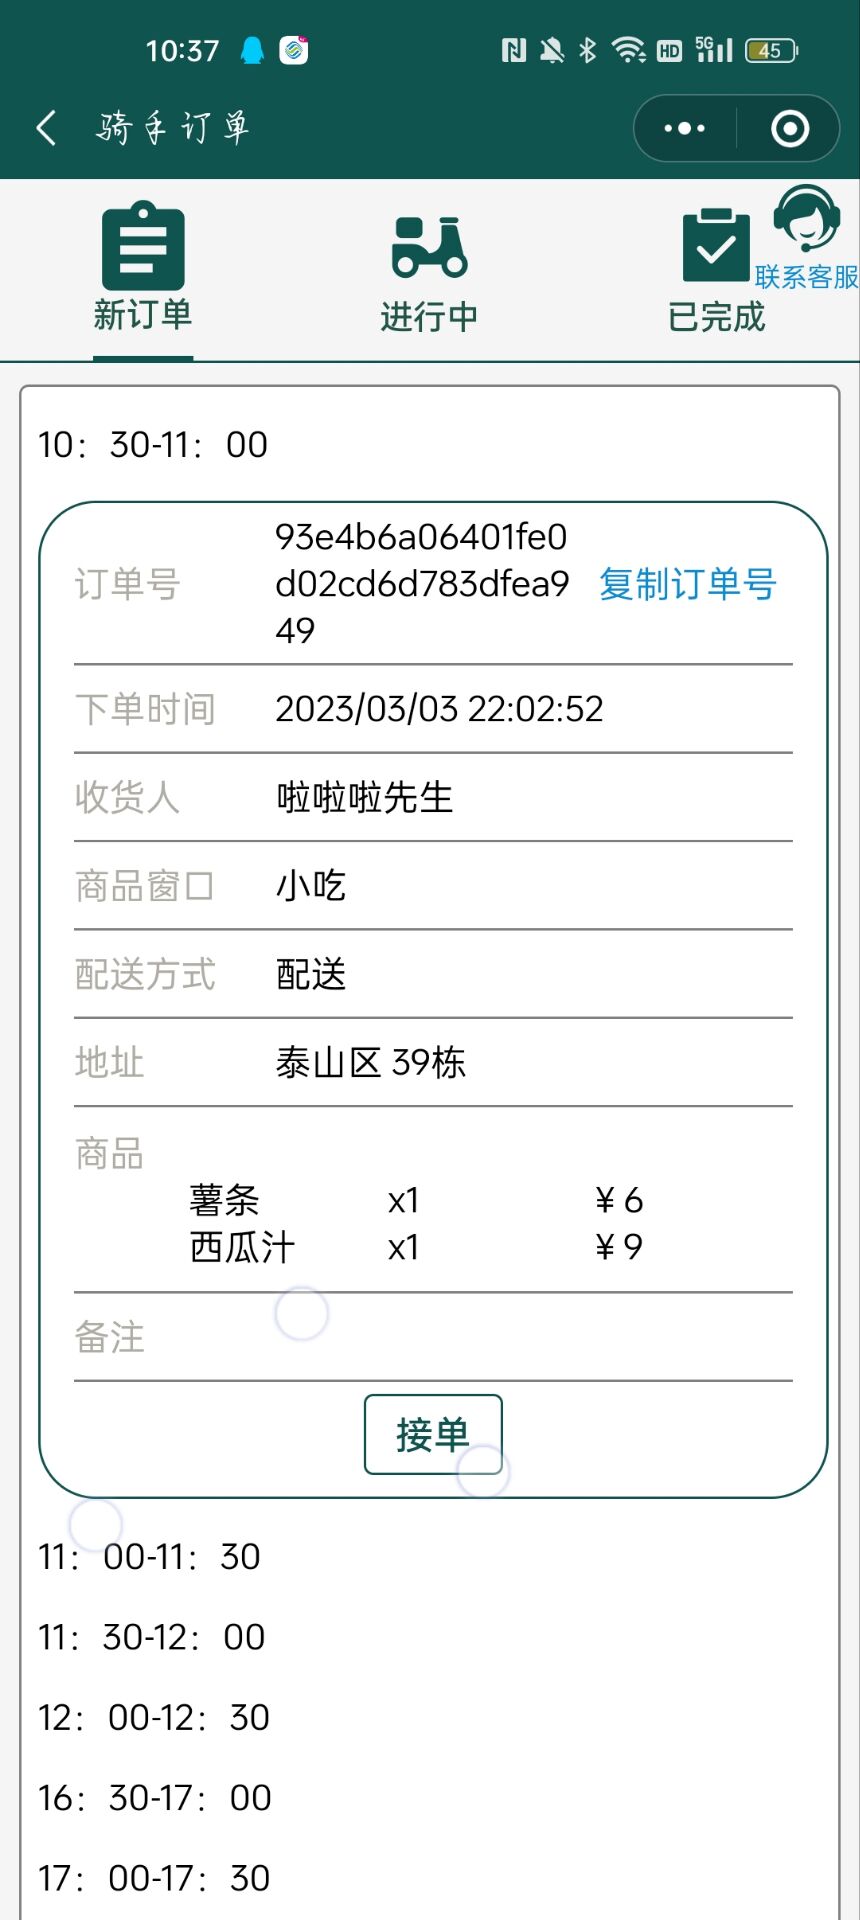 10:37
HD 5G 45
骑手订单
联系客服
新订单 进行中 已完成
10：30-11：00
93e4b6a06401fe0
订单号 d02cd6d783dfea9 复制订单号
49
下单时间 2023/03/03 22:02:52
收货人 啦啦啦先生
商品窗口 小吃
配送方式 配送
地址 泰山区 39栋
商品
薯条 x1 ¥6
西瓜汁 x1 ¥9
备注
接单
11：00-11：30
11：30-12：00
12：00-12：30
16：30-17：00
17：00-17：30